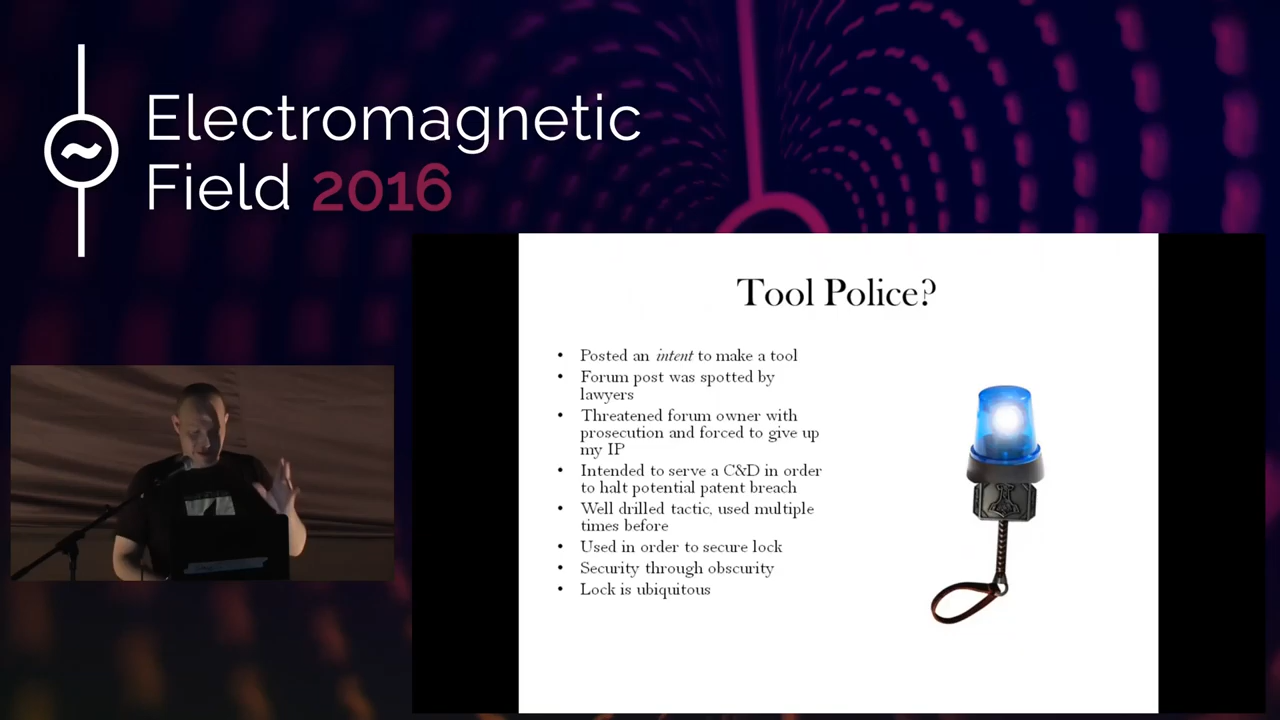 Electromagnetic
Field 2016
Tool Police?
• Posted an intent to make a tool
• Forum post was spotted by
lawyers
• Threatened forum owner with
prosecution and forced to give up
my IP
• Intended to serve a C&D in order
to halt potential patent breach
• Well drilled tactic, used multiple
times before
• Used in order to secure lock
• Security through obscurity
• Lock is ubiquitous